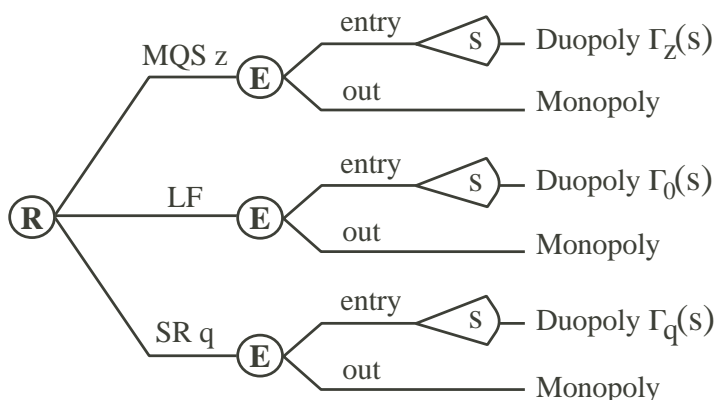 entry
s
Duopoly Γz(s)
MQS z
E
out
Monopoly
entry
s
Duopoly Γ0(s)
LF
R
E
out
Monopoly
entry
s
Duopoly Γq(s)
SR q
E
out
Monopoly